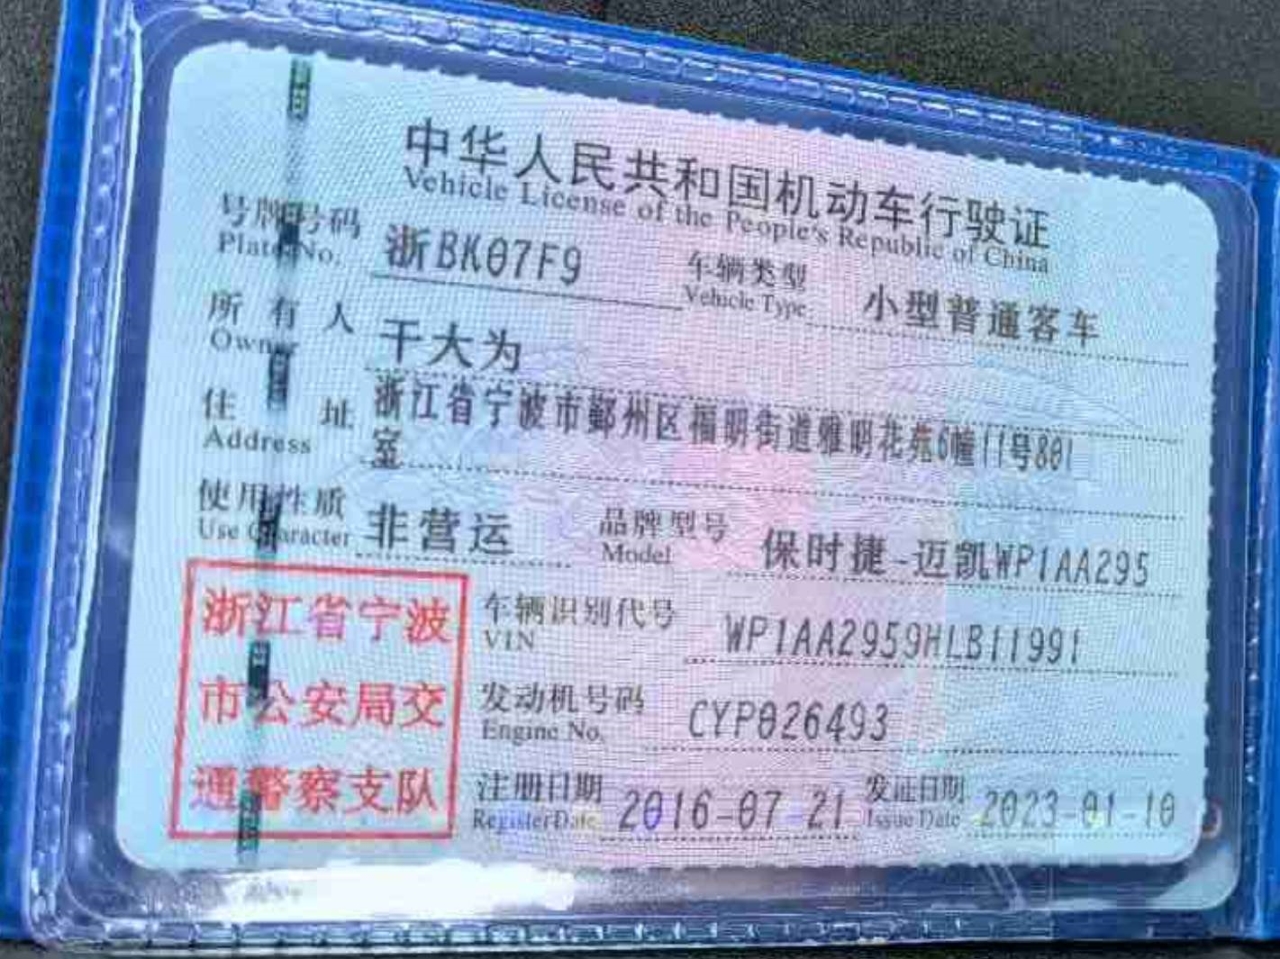 中华人民共和国机动车行驶证
Vehicle License of the People's Republic of China
号牌号码 浙BK07F9 车辆类型 小型普通客车
Plate No. Vehicle Type
所有人 干大为
Owner
住址 浙江省宁波市鄞州区福明街道雅明花苑6幢11号801
Address 室
使用性质 非营运 品牌型号 保时捷-迈凯WP1AA295
Use Character Model
浙江省宁波
市公安局交
通警察支队
车辆识别代号 WP1AA2959HLB11991
VIN
发动机号码 CYP026493
Engine No.
注册日期 2016-07-21 发证日期 2023-01-10
Register Date Issue Date